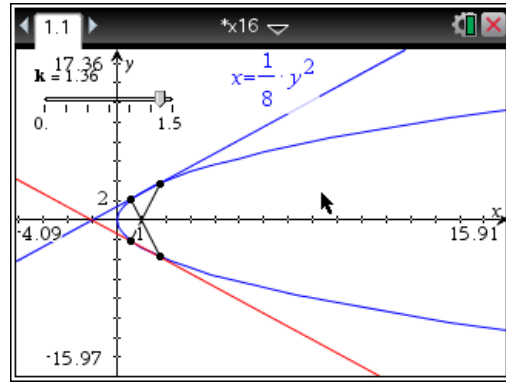 1.1 *x16
17.36 y
k = 1.36
x=1/8·y²
0. 1.5
2
-4.09 1 15.91 x
-15.97